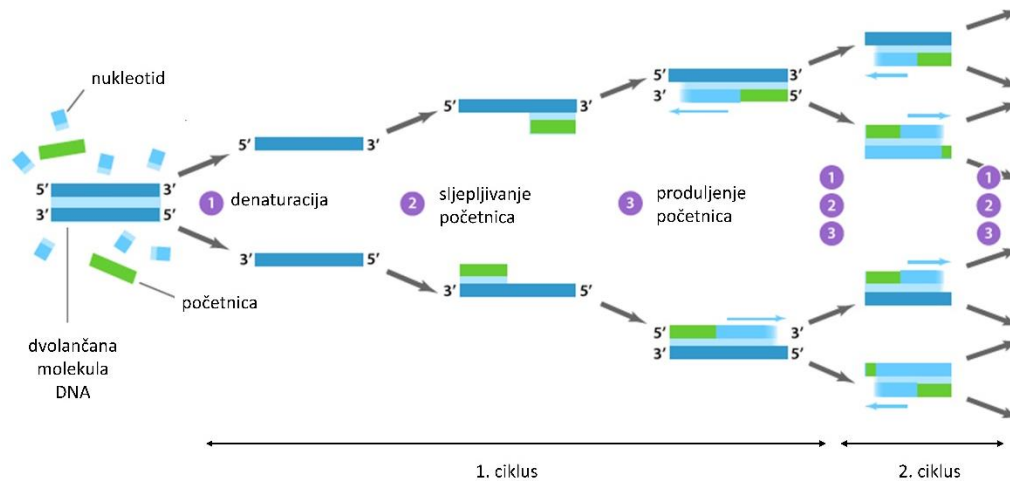 nukleotid
5′
3′
3′
5′
dvolančana
molekula
DNA
početnica
1
denaturacija
5′
3′
3′
5′
2
sljepljivanje
početnica
5′
3′
3′
5′
3
produljenje
početnica
5′
3′
3′
5′
5′
3′
3′
5′
1
2
3
1
2
3
1. ciklus
2. ciklus